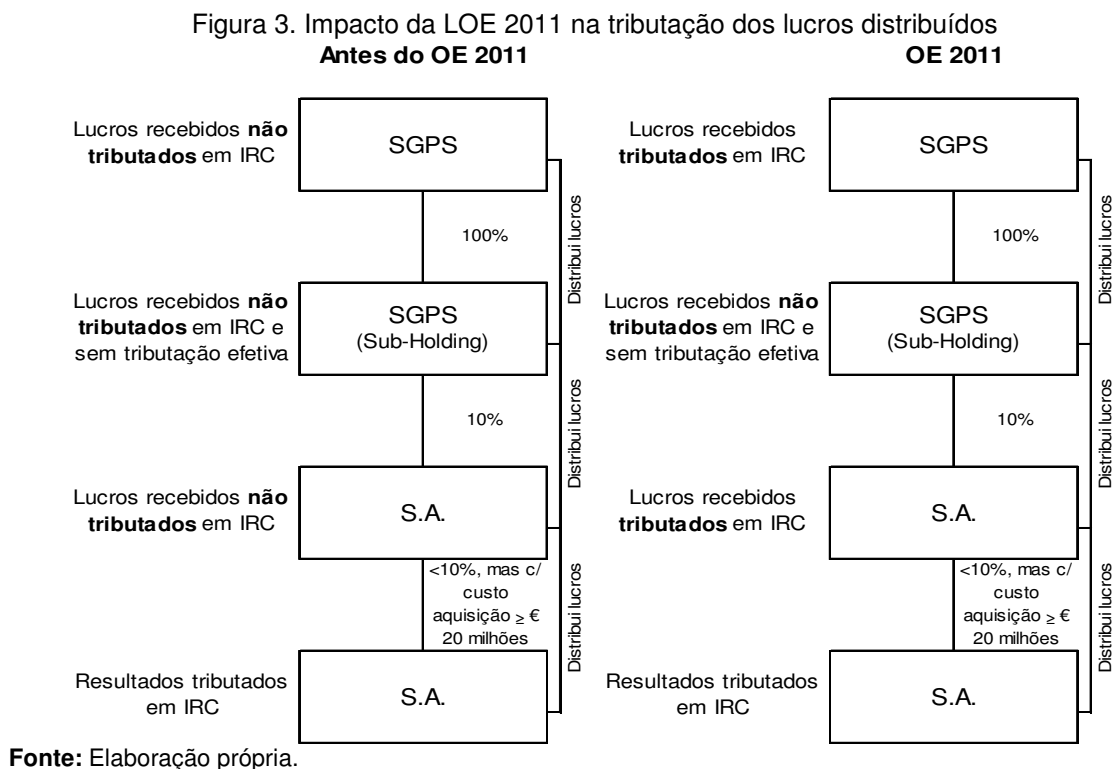 Figura 3. Impacto da LOE 2011 na tributação dos lucros distribuídos
Antes do OE 2011
Lucros recebidos não
tributados em IRC
SGPS
100%
Distribui lucros
Lucros recebidos não
tributados em IRC e
sem tributação efetiva
SGPS
(Sub-Holding)
10%
Distribui lucros
Lucros recebidos não
tributados em IRC
S.A.
<10%, mas c/
custo
aquisição ≥ €
20 milhões
Distribui lucros
Resultados tributados
em IRC
S.A.
OE 2011
Lucros recebidos
tributados em IRC
SGPS
100%
Distribui lucros
Lucros recebidos não
tributados em IRC e
sem tributação efetiva
SGPS
(Sub-Holding)
10%
Distribui lucros
Lucros recebidos
tributados em IRC
S.A.
<10%, mas c/
custo
aquisição ≥ €
20 milhões
Distribui lucros
Resultados tributados
em IRC
S.A.
Fonte: Elaboração própria.